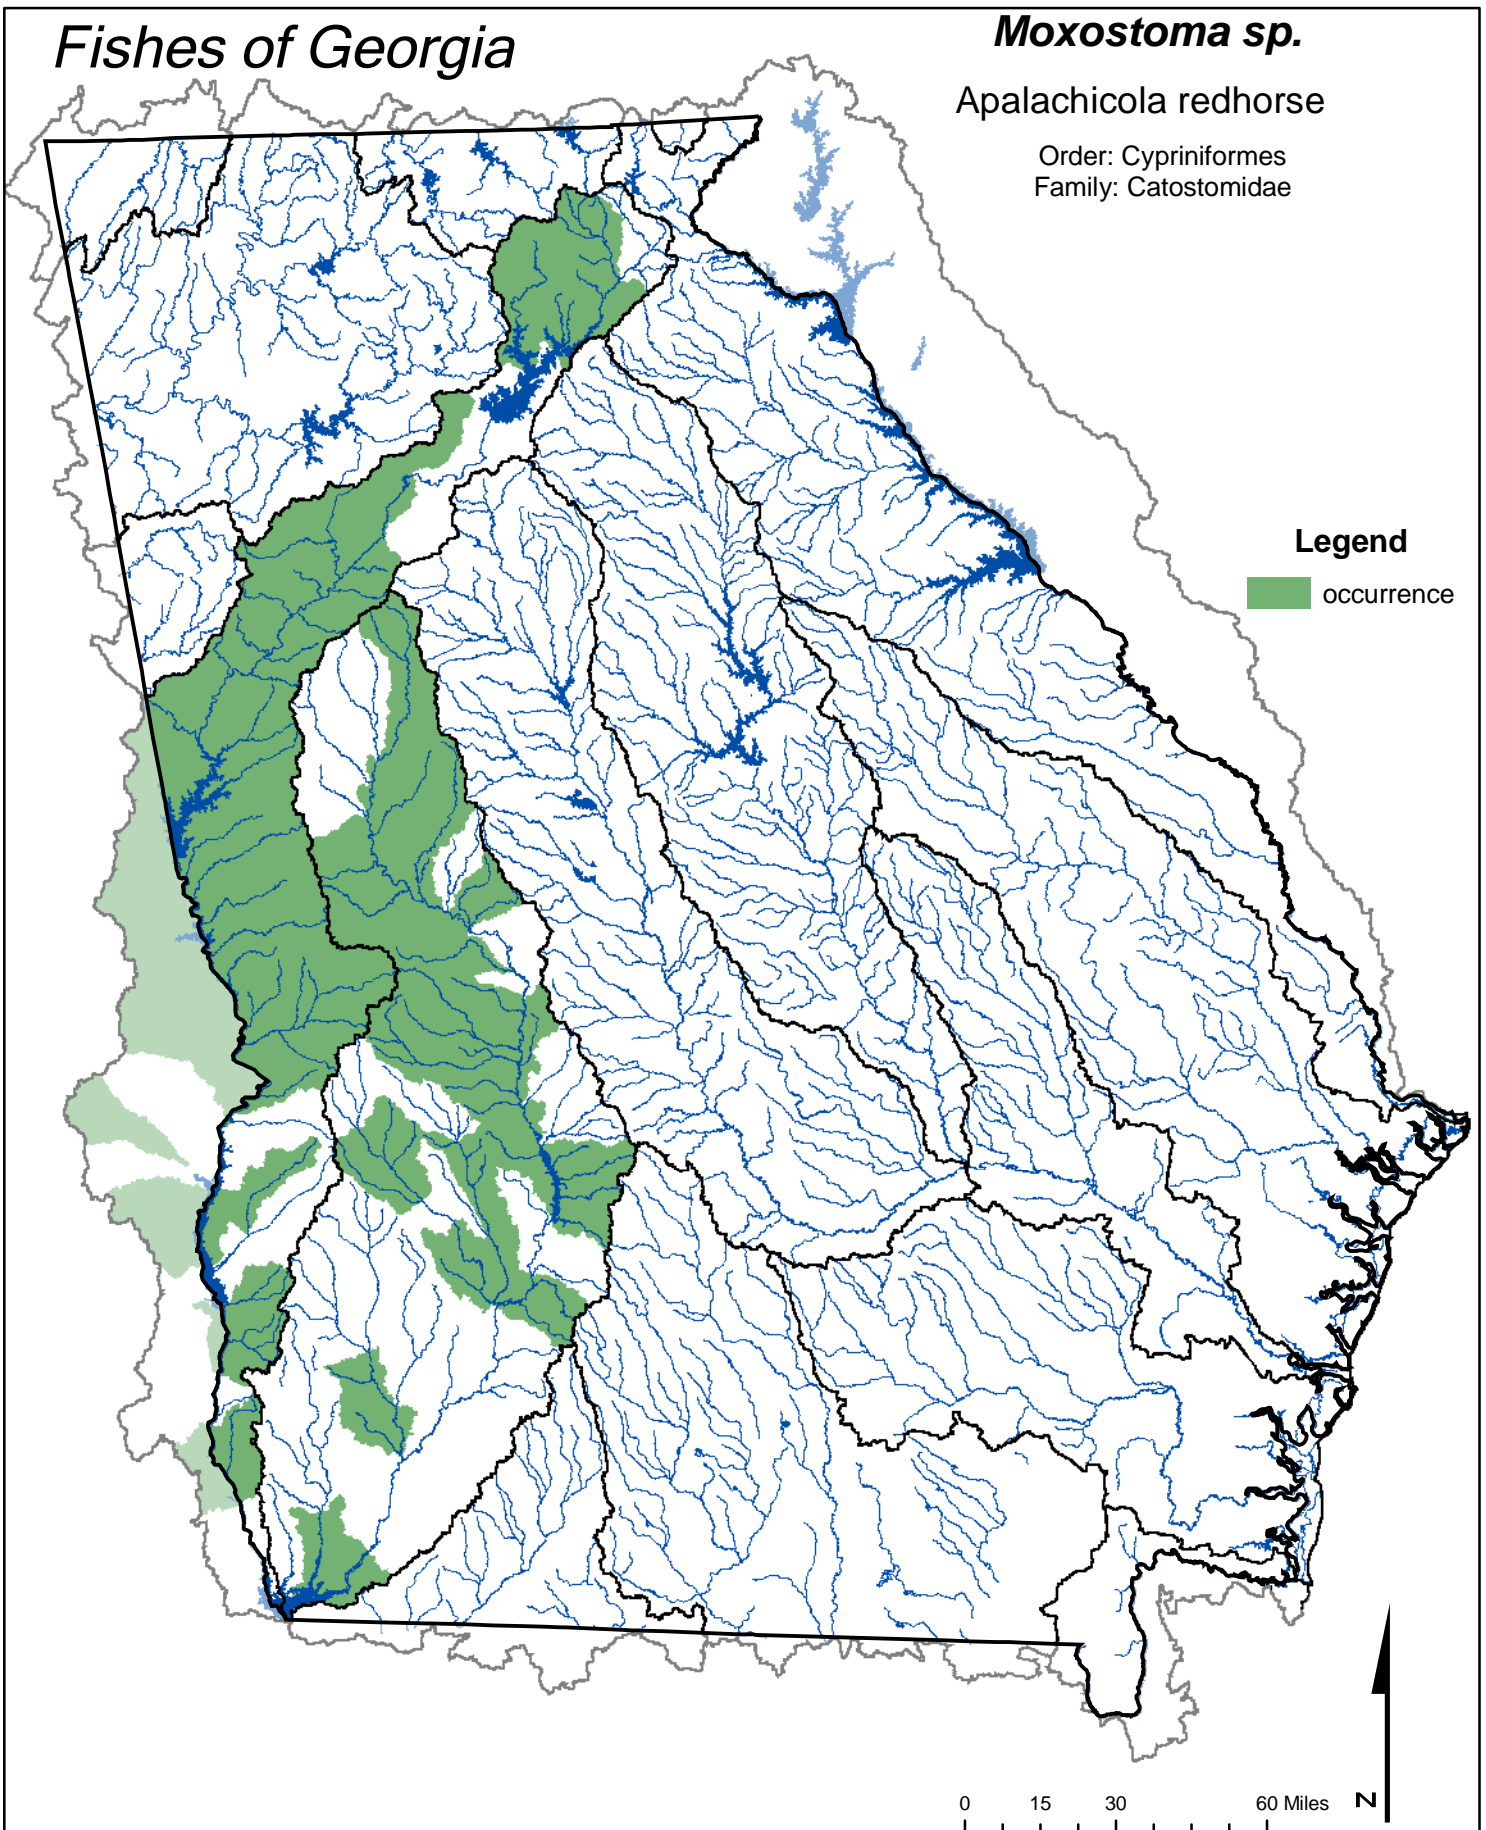 Fishes of Georgia
Moxostoma sp.
Apalachicola redhorse
Order: Cypriniformes
Family: Catostomidae
Legend
occurrence
0 15 30 60 Miles
N